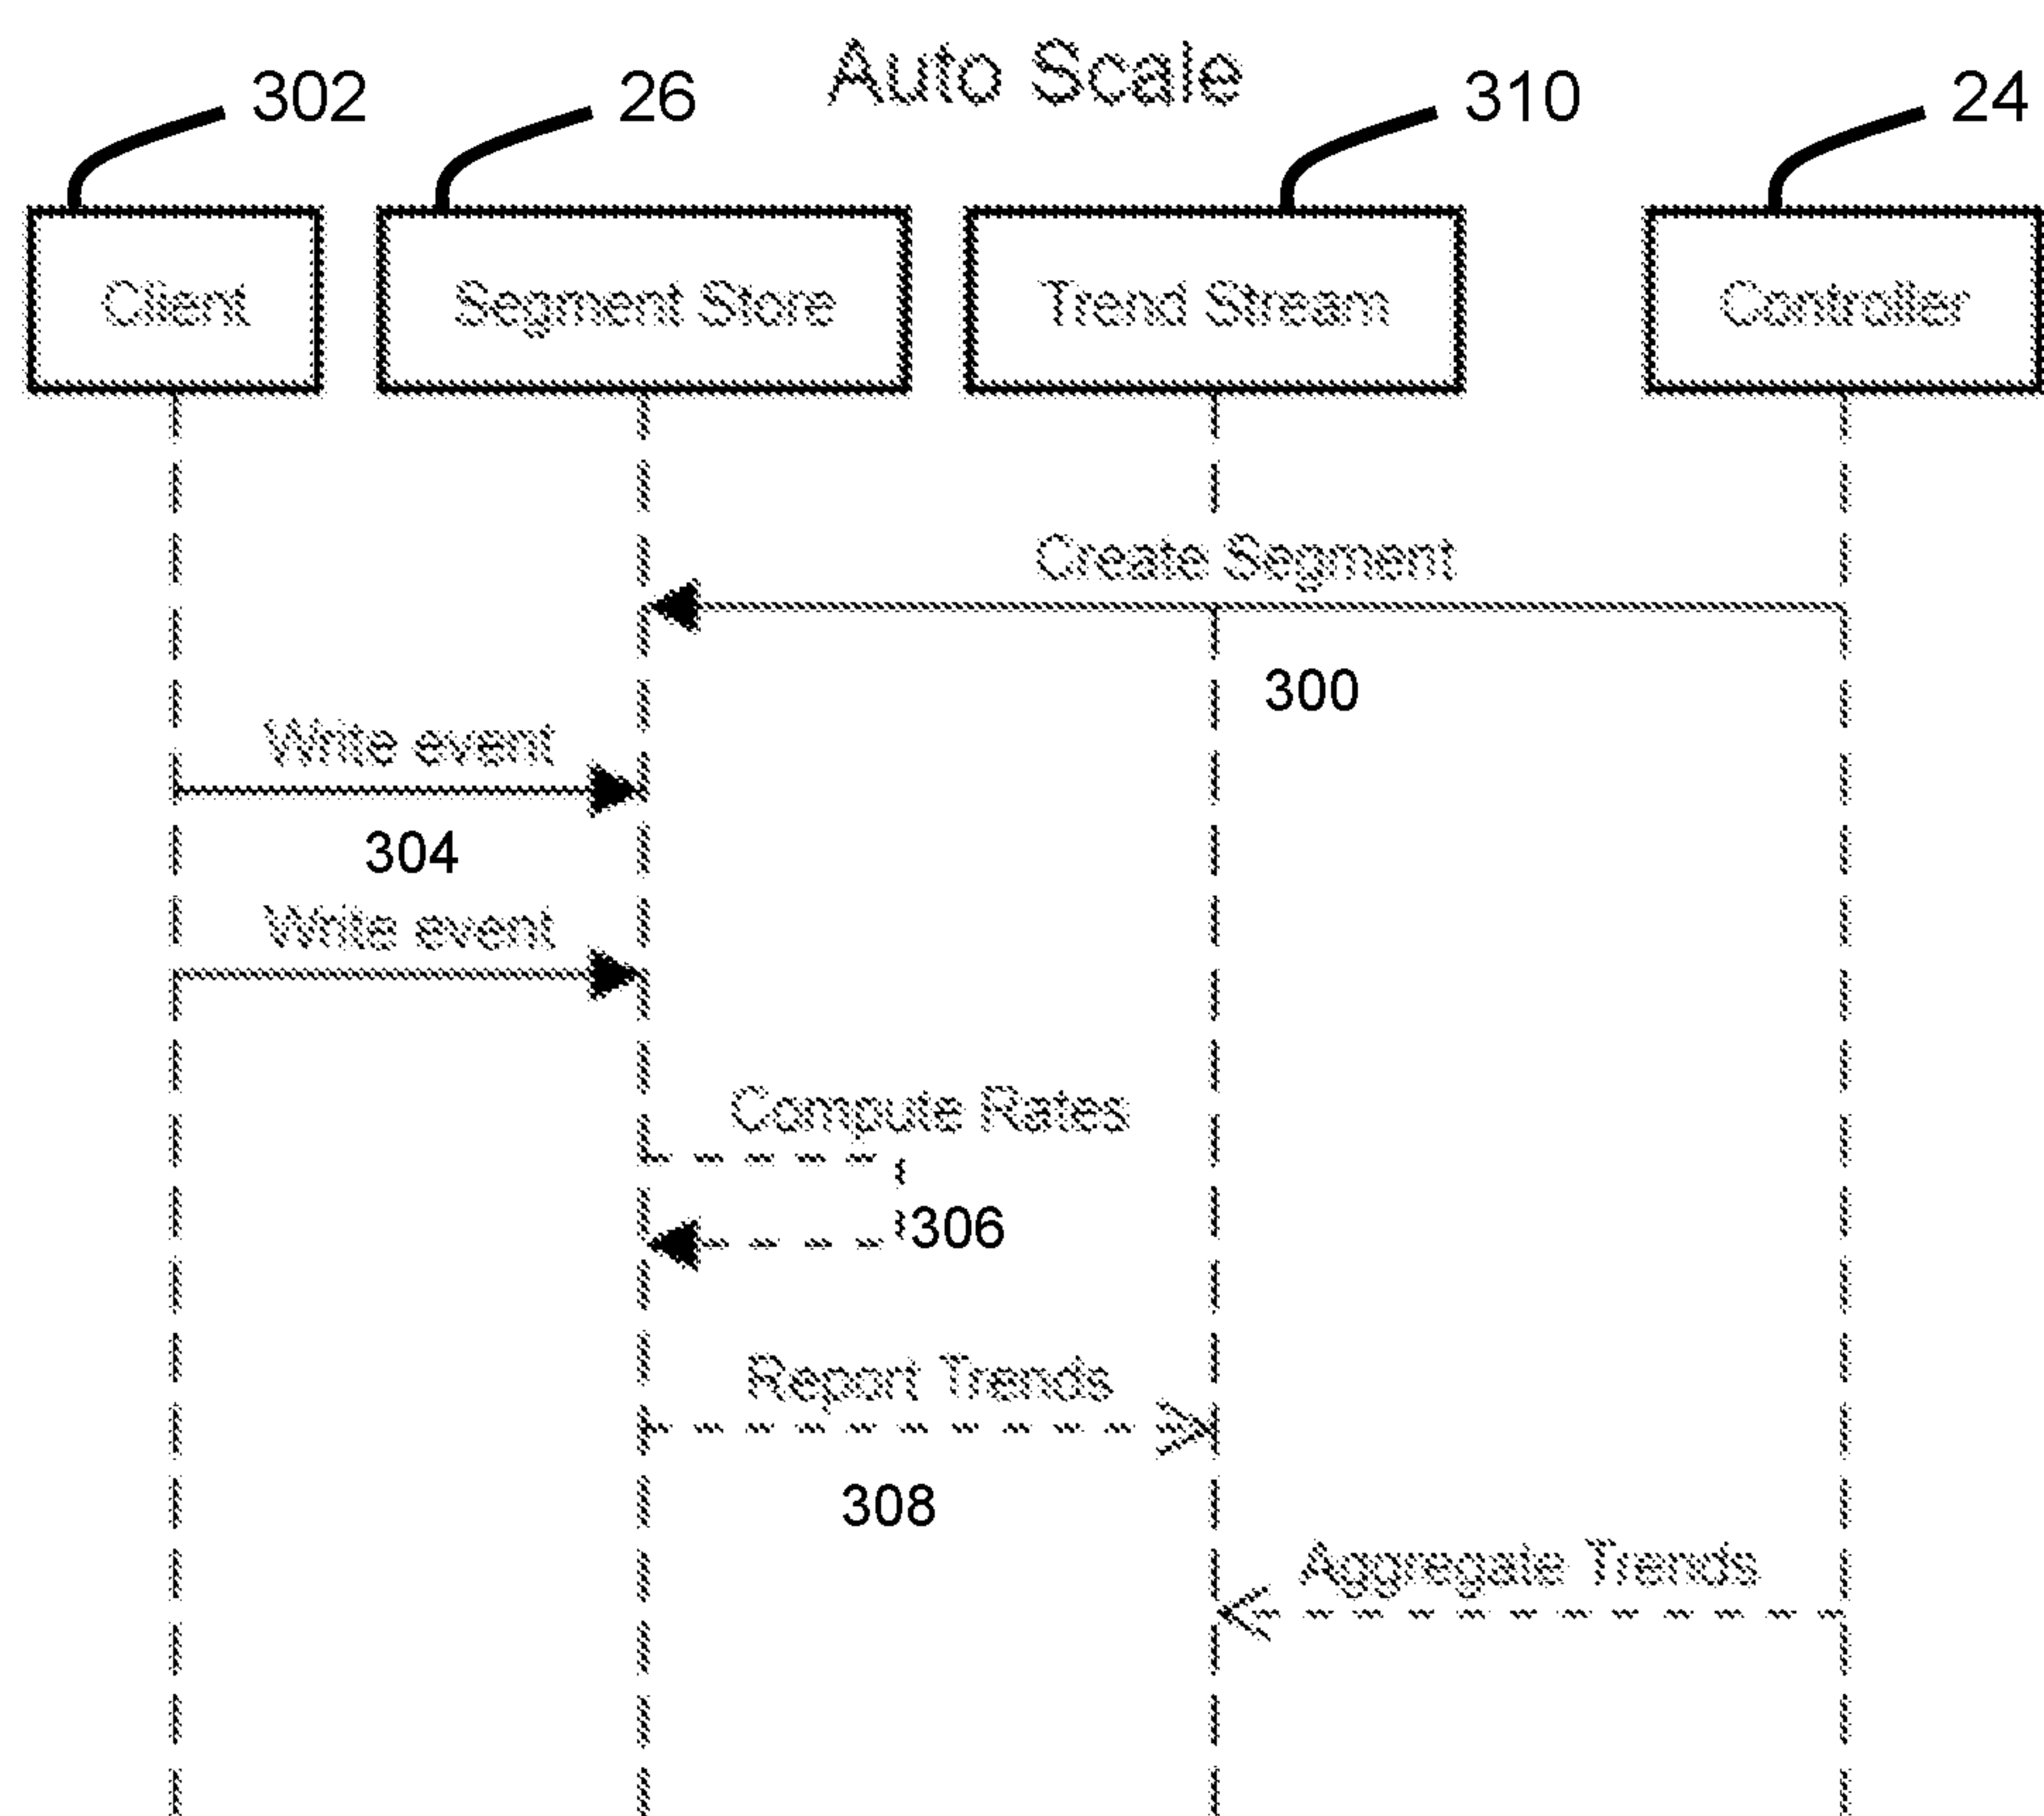 Auto Scale
302
26
310
24
Client
Segment Store
Trend Stream
Controller
Create Segment
300
Write event
304
Write event
Compute Rates
306
Report Trends
308
Aggregate Trends